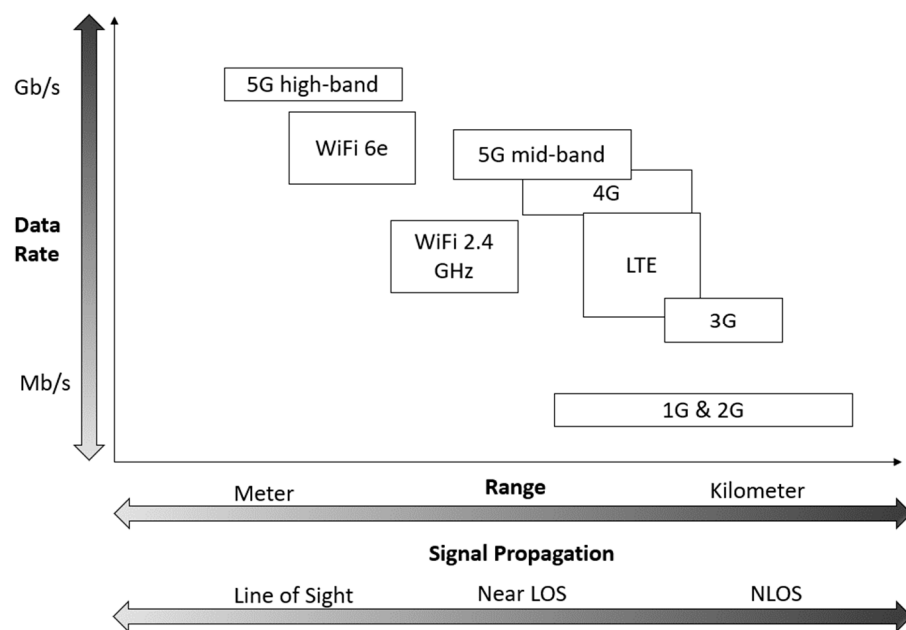 Gb/s
5G high-band
WiFi 6e
5G mid-band
4G
Data
Rate
WiFi 2.4
GHz
LTE
3G
Mb/s
1G & 2G
Range
Meter
Kilometer
Signal Propagation
Line of Sight
Near LOS
NLOS